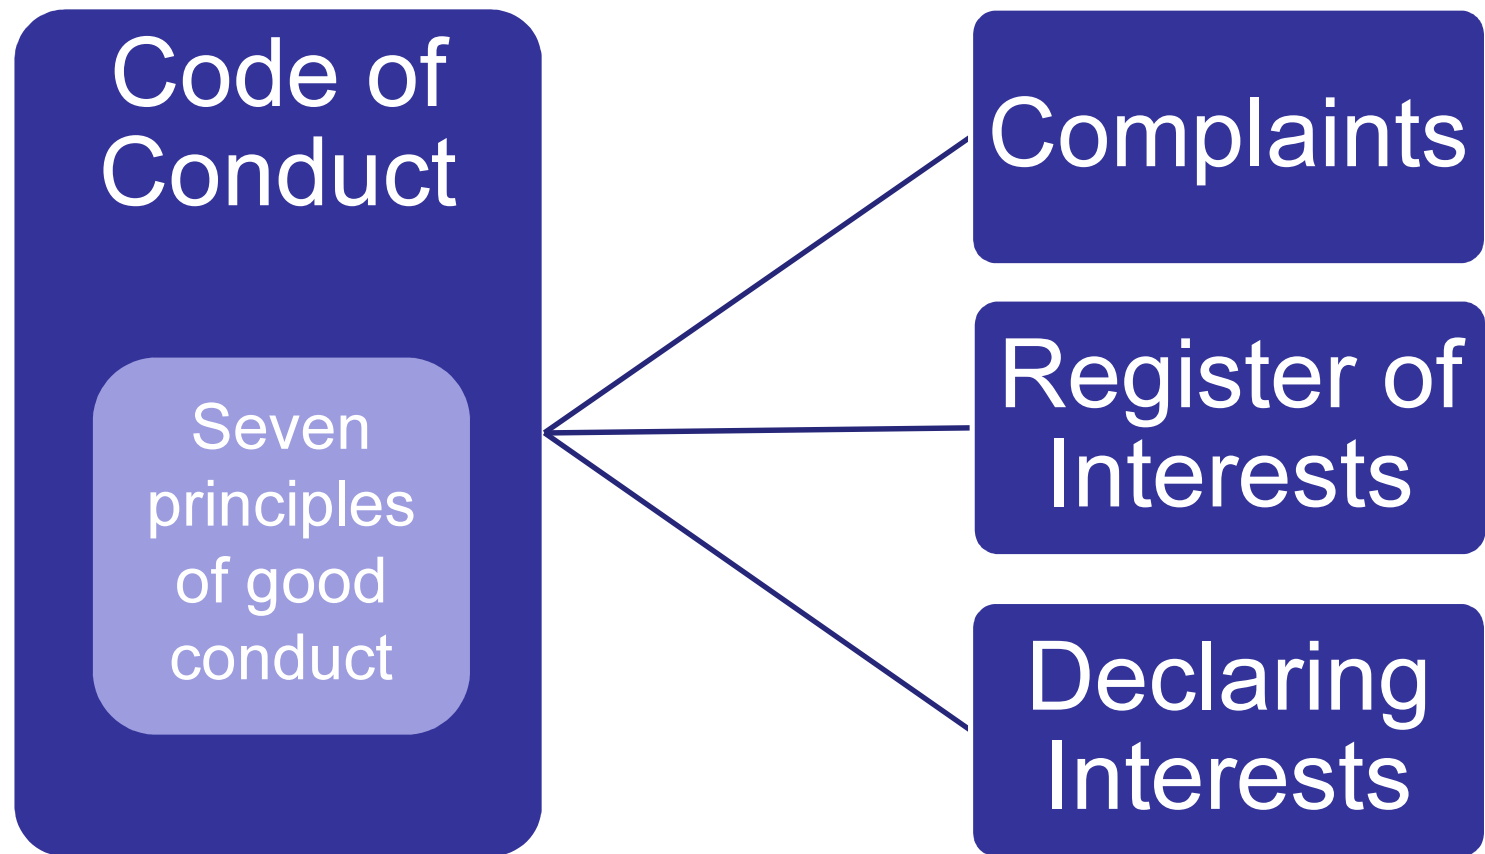 Code of
Conduct
Seven
principles
of good
conduct
Complaints
Register of
Interests
Declaring
Interests